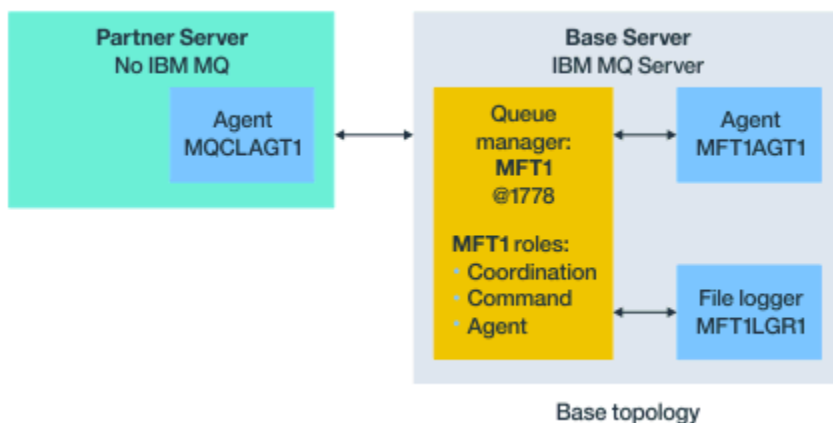 Partner Server
No IBM MQ
Agent
MQCLAGT1
Base Server
IBM MQ Server
Queue
manager:
MFT1
@1778
MFT1 roles:
• Coordination
• Command
• Agent
Agent
MFT1AGT1
File logger
MFT1LGR1
Base topology